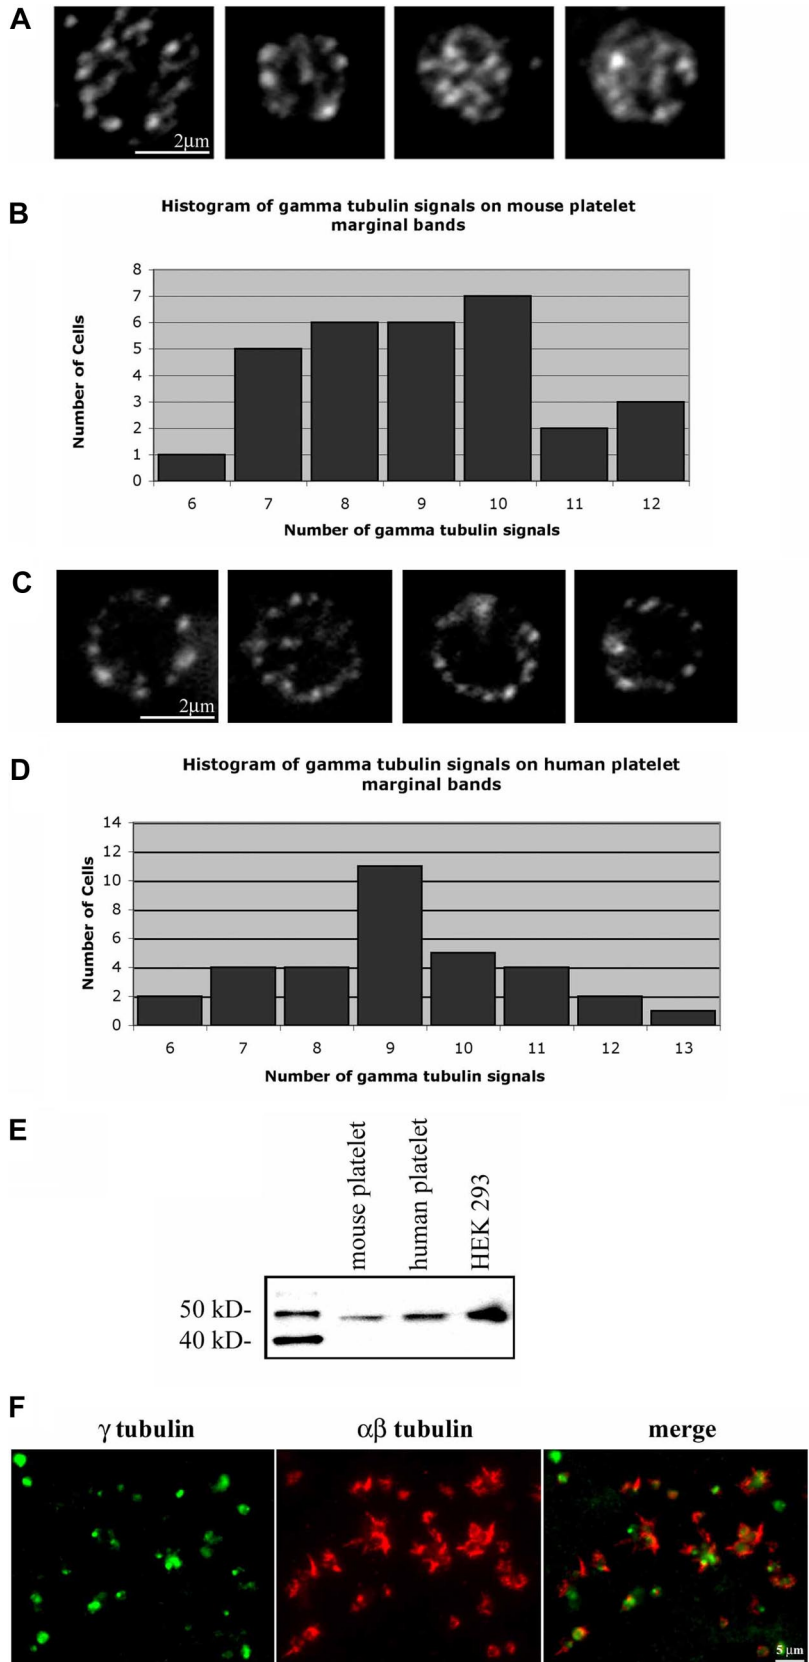 A
2μm
B
Histogram of gamma tubulin signals on mouse platelet
marginal bands
8
7
6
5
4
3
2
1
0
Number of Cells
6 7 8 9 10 11 12
Number of gamma tubulin signals
C
2μm
D
Histogram of gamma tubulin signals on human platelet
marginal bands
14
12
10
8
6
4
2
0
Number of Cells
6 7 8 9 10 11 12 13
Number of gamma tubulin signals
E
mouse platelet
human platelet
HEK 293
50 kD-
40 kD-
F
γ tubulin αβ tubulin merge
5 μm